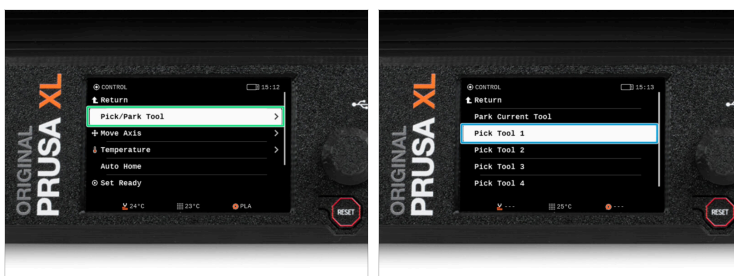 ORIGINAL
PRUSA XL
CONTROL 15:12
Return
Pick/Park Tool
Move Axis
Temperature
Auto Home
Set Ready
24°C 23°C PLA
RESET
ORIGINAL
PRUSA XL
CONTROL 15:13
Return
Park Current Tool
Pick Tool 1
Pick Tool 2
Pick Tool 3
Pick Tool 4
--- 25°C ---
RESET